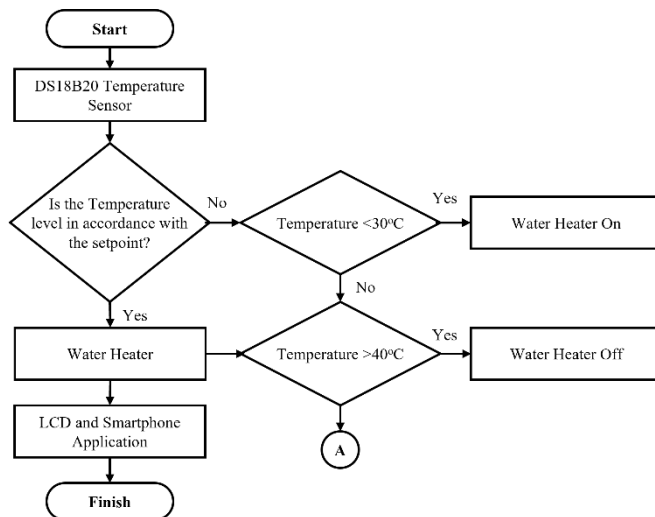 Start
DS18B20 Temperature
Sensor
Is the Temperature
level in accordance with
the setpoint?
No
Temperature <30°C
Yes
Water Heater On
Yes
No
Water Heater
Temperature >40°C
Yes
Water Heater Off
LCD and Smartphone
Application
A
Finish